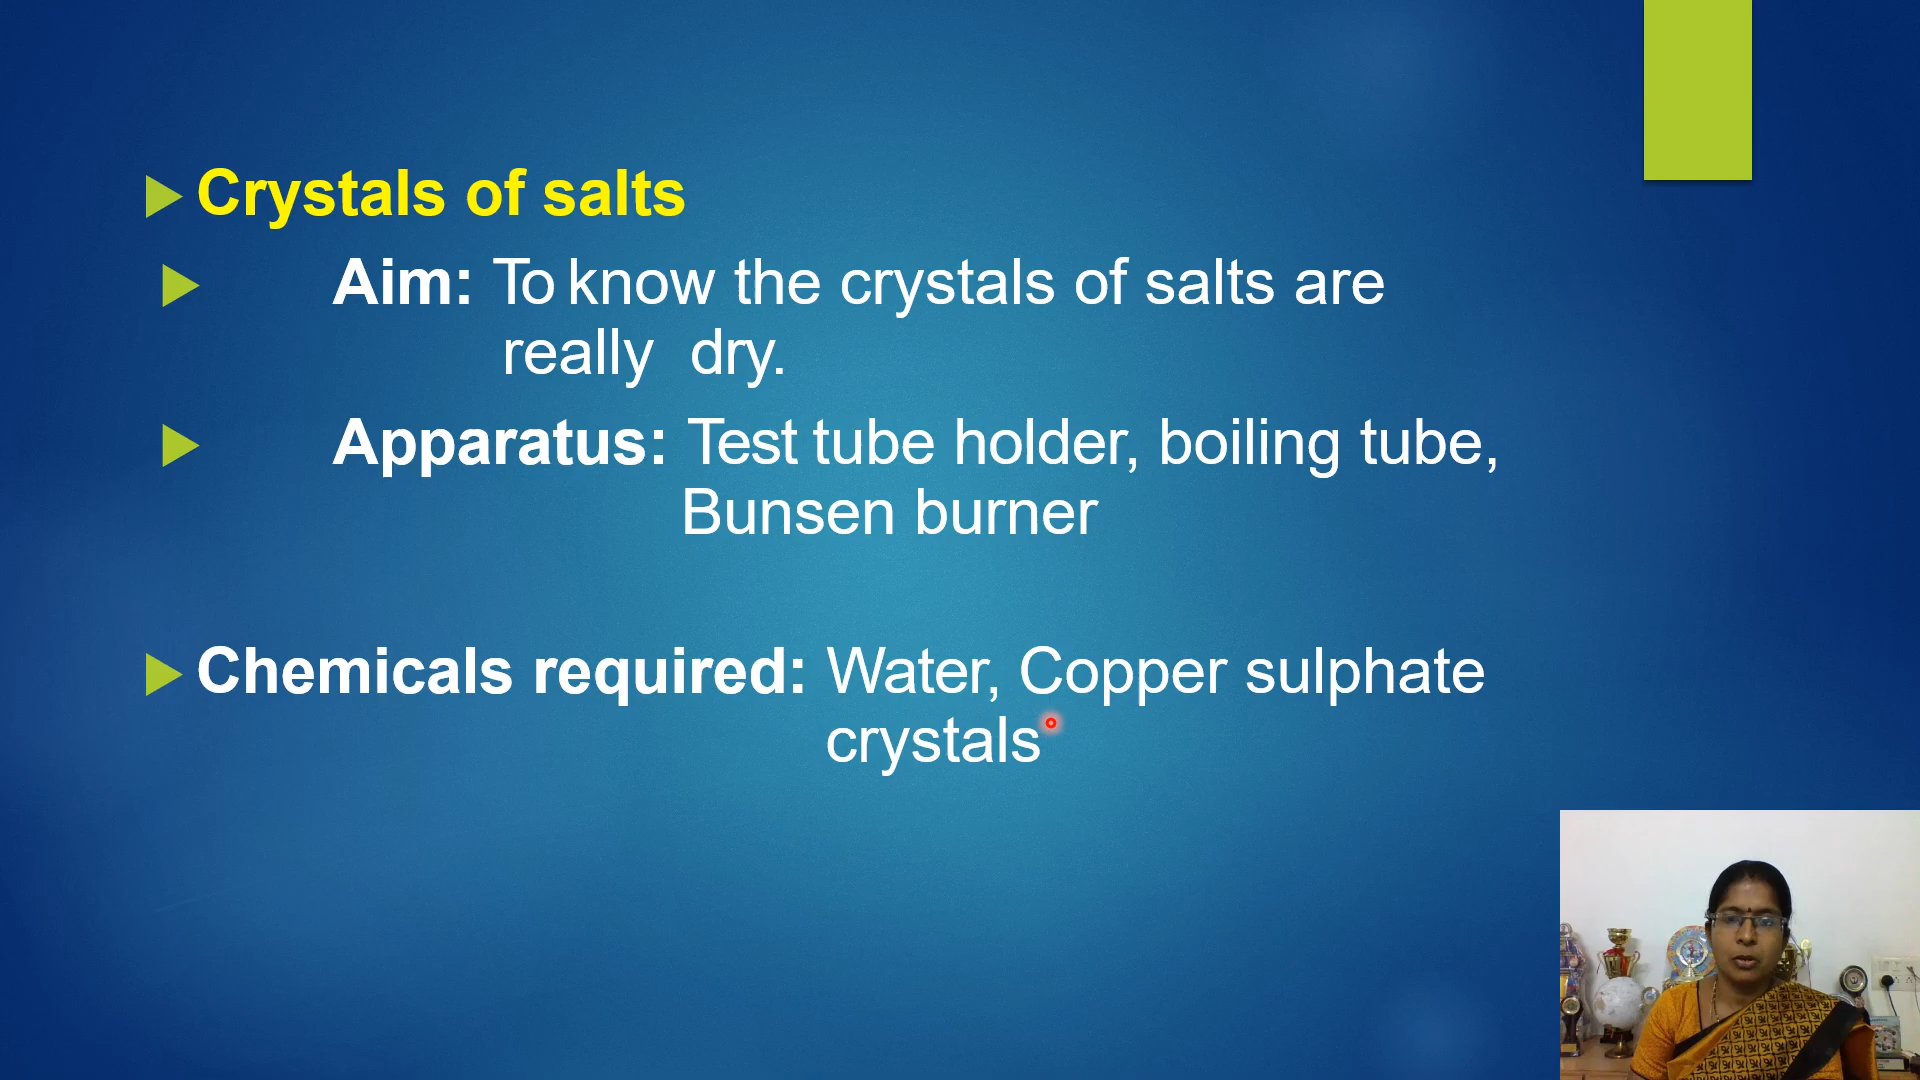 Crystals of salts
Aim: To know the crystals of salts are
really dry.
Apparatus: Test tube holder, boiling tube,
Bunsen burner
Chemicals required: Water, Copper sulphate
crystals